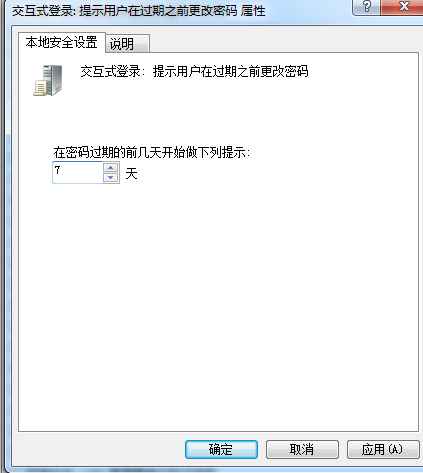 交互式登录: 提示用户在过期之前更改密码 属性
本地安全设置 说明
交互式登录: 提示用户在过期之前更改密码
在密码过期的前几天开始做下列提示:
7 天
确定 取消 应用(A)